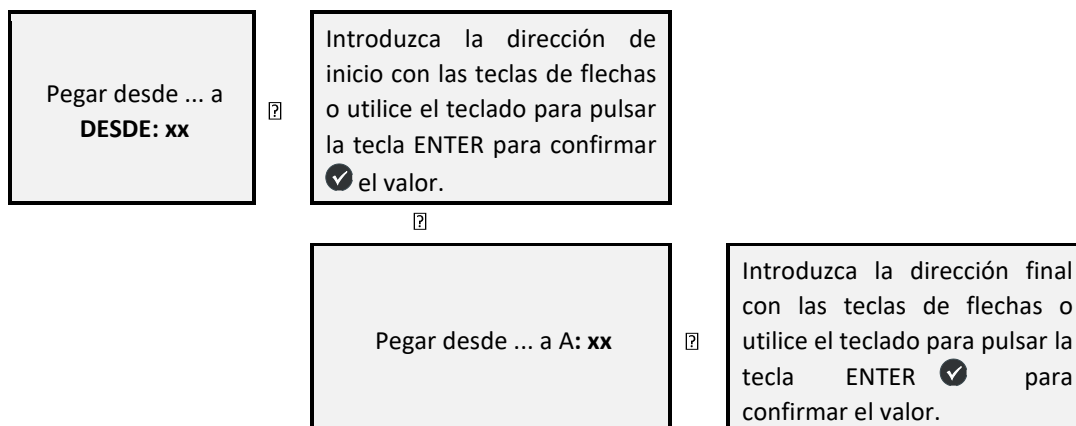 Pegar desde ... a
DESDE: xx
Introduzca la dirección de
inicio con las teclas de flechas
o utilice el teclado para pulsar
la tecla ENTER para confirmar
el valor.
Pegar desde ... a A: xx
Introduzca la dirección final
con las teclas de flechas o
utilice el teclado para pulsar la
tecla ENTER para
confirmar el valor.